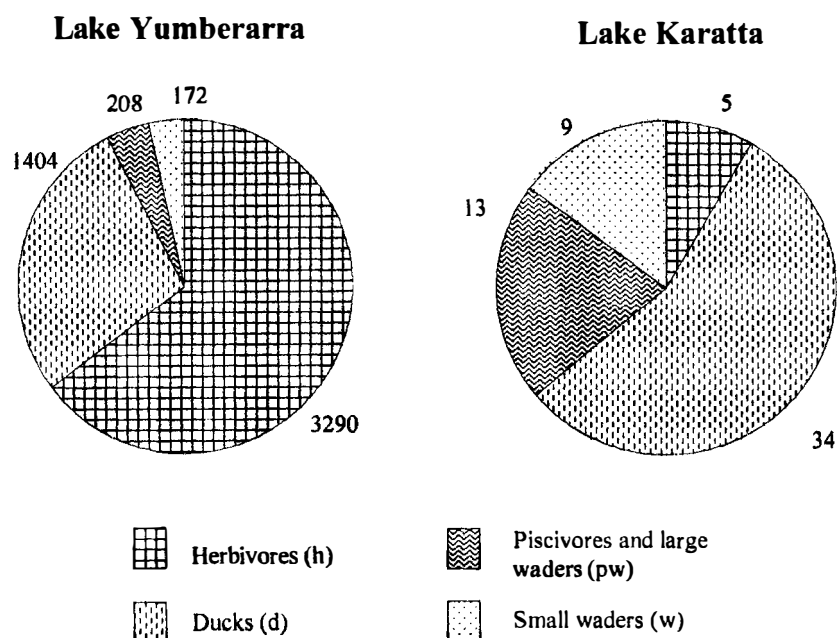 Lake Yumberarra
Lake Karatta
208
172
1404
3290
9
5
13
34
Herbivores (h)
Piscivores and large
waders (pw)
Ducks (d)
Small waders (w)